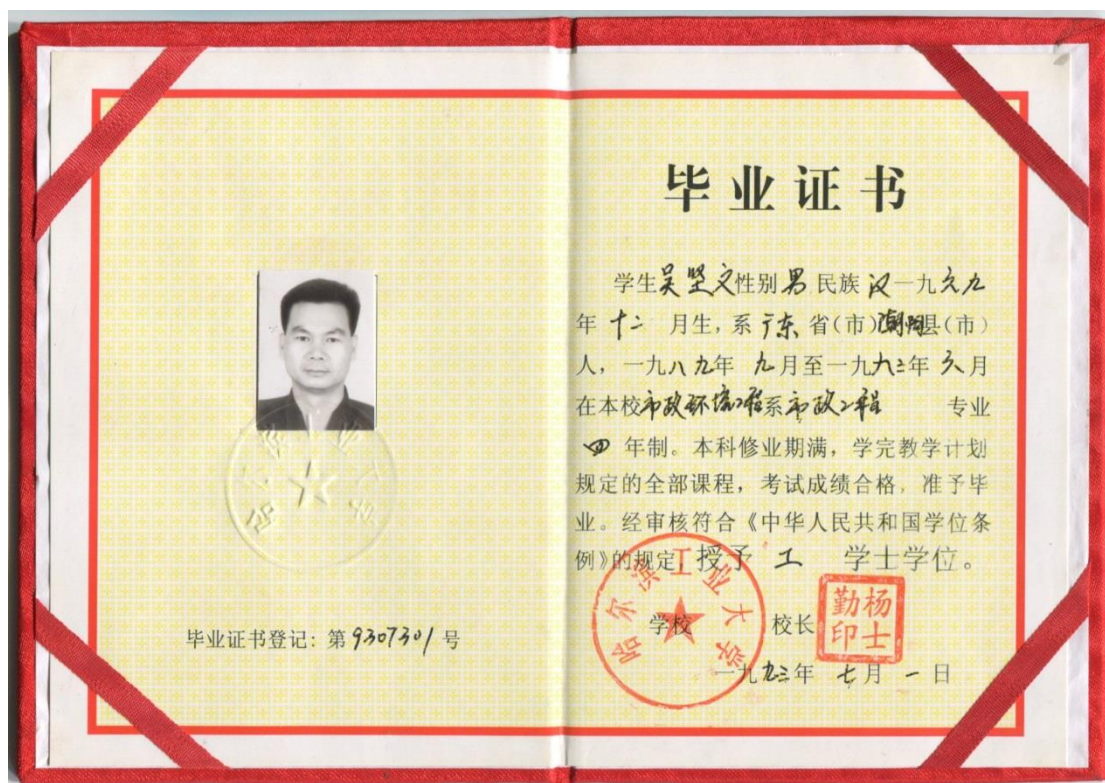 毕业证书登记：第9307301号
毕业证书
学生吴坚文性别男民族汉一九六九
年十二月生，系广东省(市)潮阳县(市)
人，一九八九年九月至一九九三年六月
在本校市政环境工程系市政工程专业
四年制。本科修业期满，学完教学计划
规定的全部课程，考试成绩合格，准予毕
业。经审核符合《中华人民共和国学位条
例》的规定，授予工学士学位。
学校 校长
哈尔滨工业大学
杨士勤印
一九九三年七月一日